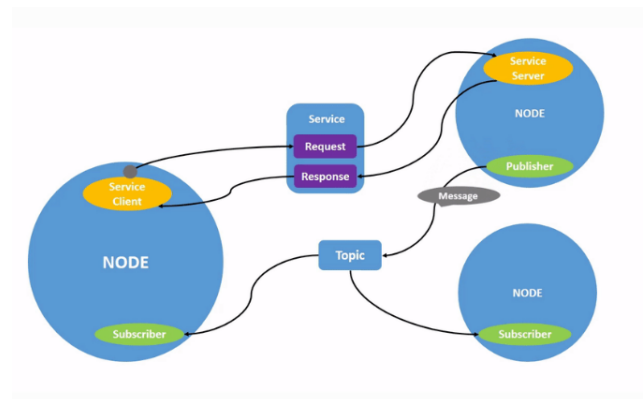 Service
Server
NODE
Service
Request
Response
Publisher
Message
Service
Client
NODE
Topic
NODE
Subscriber
Subscriber